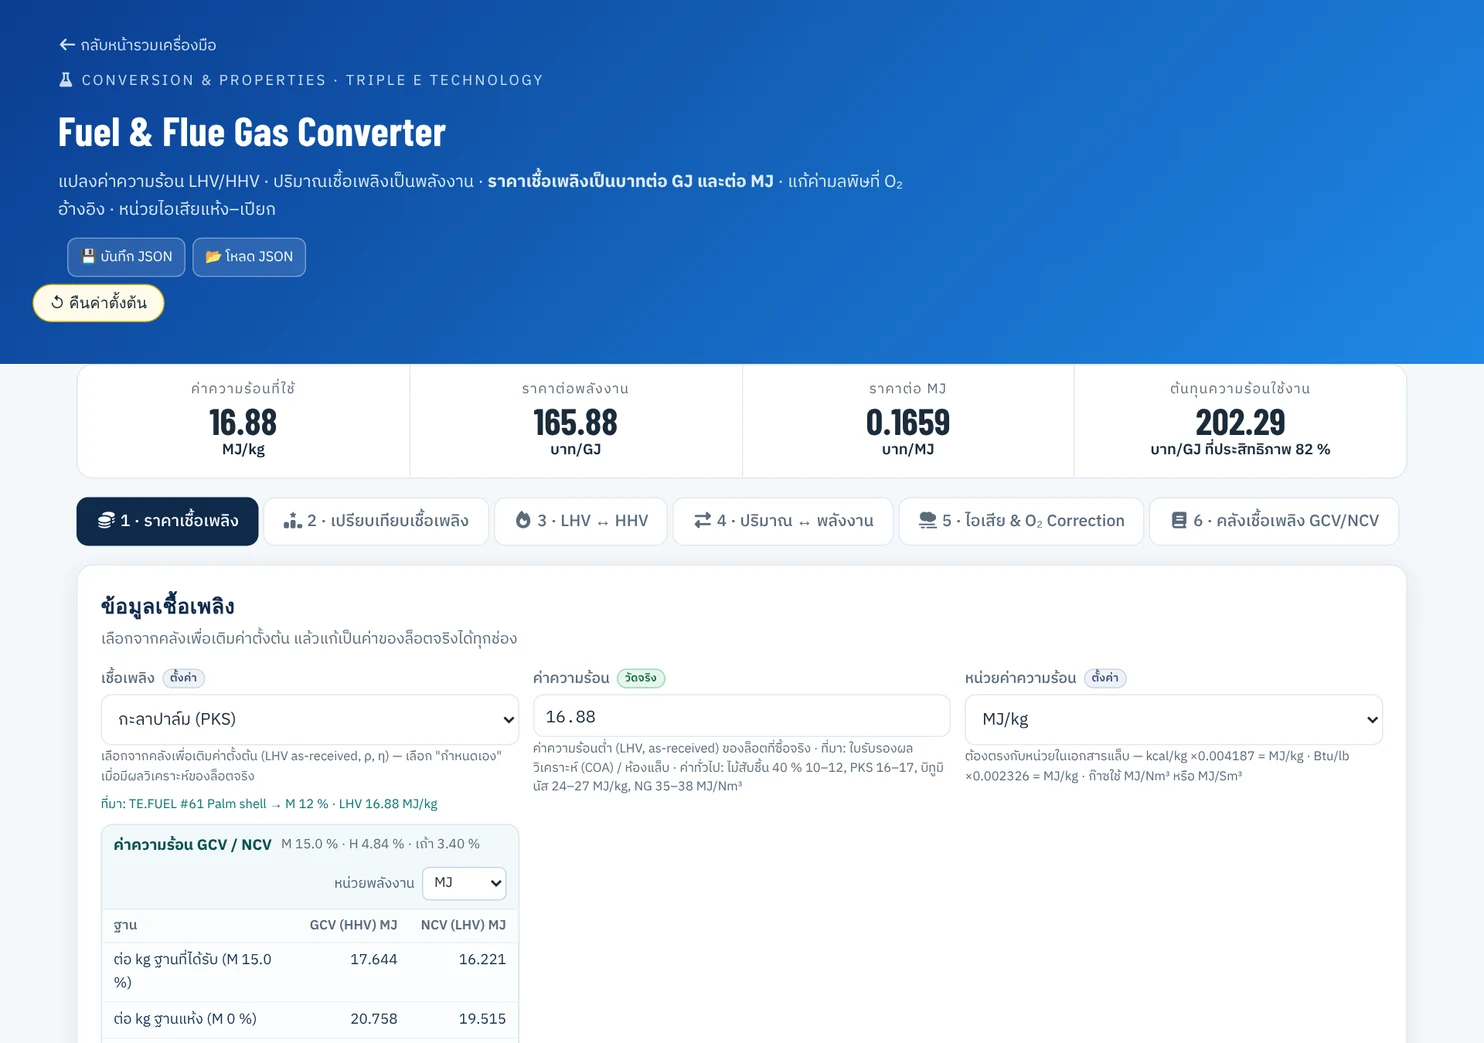 ← กลับหน้ารวมเครื่องมือ
CONVERSION & PROPERTIES · TRIPLE E TECHNOLOGY
Fuel & Flue Gas Converter
แปลงค่าความร้อน LHV/HHV · ปริมาณเชื้อเพลิงเป็นพลังงาน · ราคาเชื้อเพลิงเป็นบาทต่อ GJ และต่อ MJ · แก้ค่ามลพิษที่ O₂
อ้างอิง · หน่วยไอเสียแห้ง–เปียก
💾 บันทึก JSON 📂 โหลด JSON
↺ คืนค่าตั้งต้น
ค่าความร้อนที่ใช้
16.88
MJ/kg
ราคาต่อพลังงาน
165.88
บาท/GJ
ราคาต่อ MJ
0.1659
บาท/MJ
ต้นทุนความร้อนใช้งาน
202.29
บาท/GJ ที่ประสิทธิภาพ 82 %
1 · ราคาเชื้อเพลิง
2 · เปรียบเทียบเชื้อเพลิง
3 · LHV ↔ HHV
4 · ปริมาณ ↔ พลังงาน
5 · ไอเสีย & O₂ Correction
6 · คลังเชื้อเพลิง GCV/NCV
ข้อมูลเชื้อเพลิง
เลือกจากคลังเพื่อเติมค่าตั้งต้น แล้วแก้เป็นค่าของล็อตจริงได้ทุกช่อง
เชื้อเพลิง ตั้งค่า
กะลาปาล์ม (PKS)
เลือกจากคลังเพื่อเติมค่าตั้งต้น (LHV as-received, ρ, η) — เลือก "กำหนดเอง"
เมื่อมีผลวิเคราะห์ของล็อตจริง
ที่มา: TE.FUEL #61 Palm shell → M 12 % · LHV 16.88 MJ/kg
ค่าความร้อน วัดจริง
16.88
ค่าความร้อนต่ำ (LHV, as-received) ของล็อตที่ซื้อจริง · ที่มา: ใบรับรองผล
วิเคราะห์ (COA) / ห้องแล็บ · ค่าทั่วไป: ไม้สับชื้น 40 % 10–12, PKS 16–17, บิทูมิ
นัส 24–27 MJ/kg, NG 35–38 MJ/Nm³
หน่วยค่าความร้อน ตั้งค่า
MJ/kg
ต้องตรงกับหน่วยในเอกสารแล็บ — kcal/kg ×0.004187 = MJ/kg · Btu/lb
×0.002326 = MJ/kg · ก๊าซใช้ MJ/Nm³ หรือ MJ/Sm³
ค่าความร้อน GCV / NCV M 15.0 % · H 4.84 % · เถ้า 3.40 %
หน่วยพลังงาน MJ
ฐาน GCV (HHV) MJ NCV (LHV) MJ
ต่อ kg ฐานที่ได้รับ (M 15.0 17.644 16.221
%)
ต่อ kg ฐานแห้ง (M 0 %) 20.758 19.515